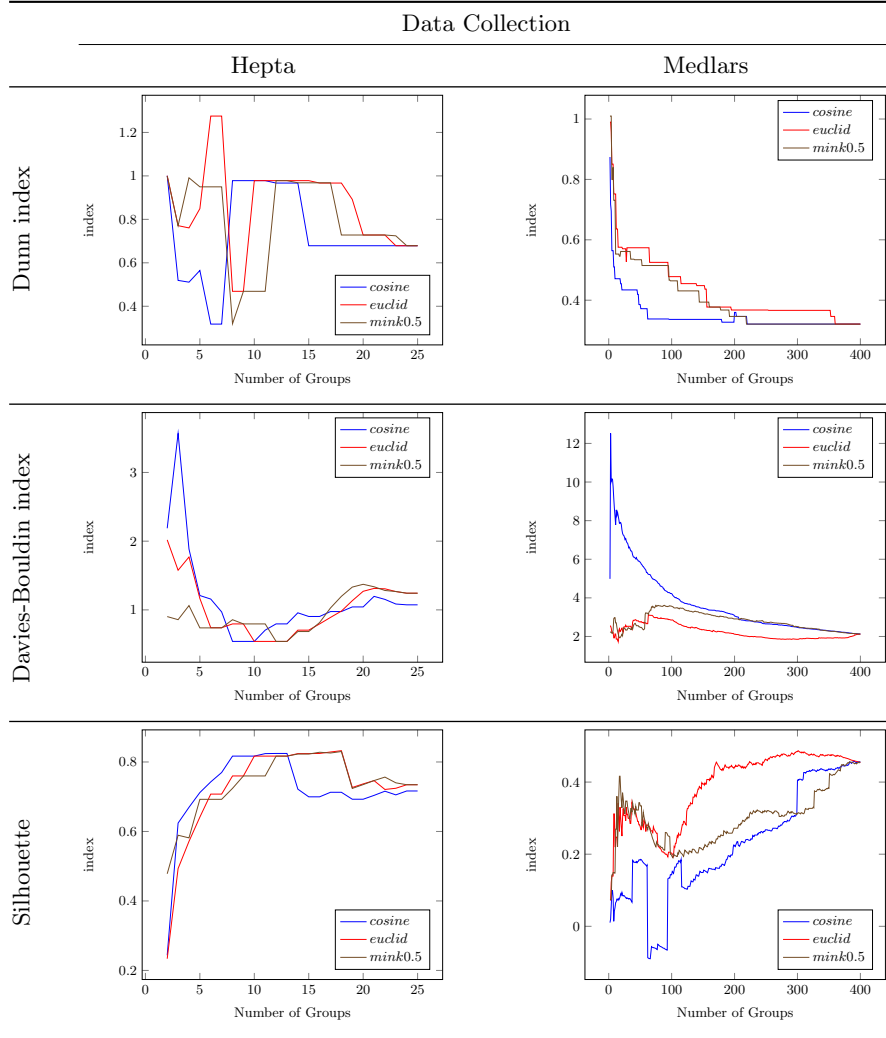 Data Collection
Hepta
Medlars
Dunn index
index
1.2
1
0.8
0.6
0.4
0
5
10
15
20
25
Number of Groups
cosine
euclid
mink0.5
index
1
0.8
0.6
0.4
0
100
200
300
400
Number of Groups
cosine
euclid
mink0.5
Davies-Bouldin index
index
3
2
1
0
5
10
15
20
25
Number of Groups
cosine
euclid
mink0.5
index
12
10
8
6
4
2
0
100
200
300
400
Number of Groups
cosine
euclid
mink0.5
Silhouette
index
0.8
0.6
0.4
0.2
0
5
10
15
20
25
Number of Groups
cosine
euclid
mink0.5
index
0.4
0.2
0
0
100
200
300
400
Number of Groups
cosine
euclid
mink0.5